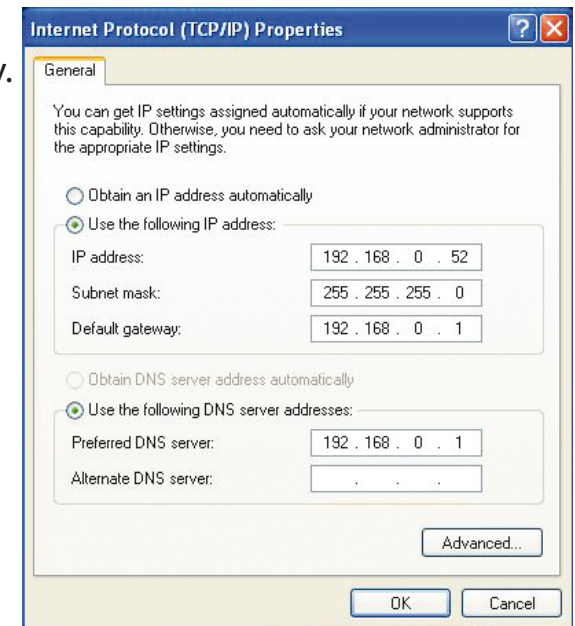 Internet Protocol (TCP/IP) Properties
y.
General
You can get IP settings assigned automatically if your network supports
this capability. Otherwise, you need to ask your network administrator for
the appropriate IP settings.
Obtain an IP address automatically
Use the following IP address:
IP address: 192 . 168 . 0 . 52
Subnet mask: 255 . 255 . 255 . 0
Default gateway: 192 . 168 . 0 . 1
Obtain DNS server address automatically
Use the following DNS server addresses:
Preferred DNS server: 192 . 168 . 0 . 1
Alternate DNS server: . . .
Advanced...
OK Cancel